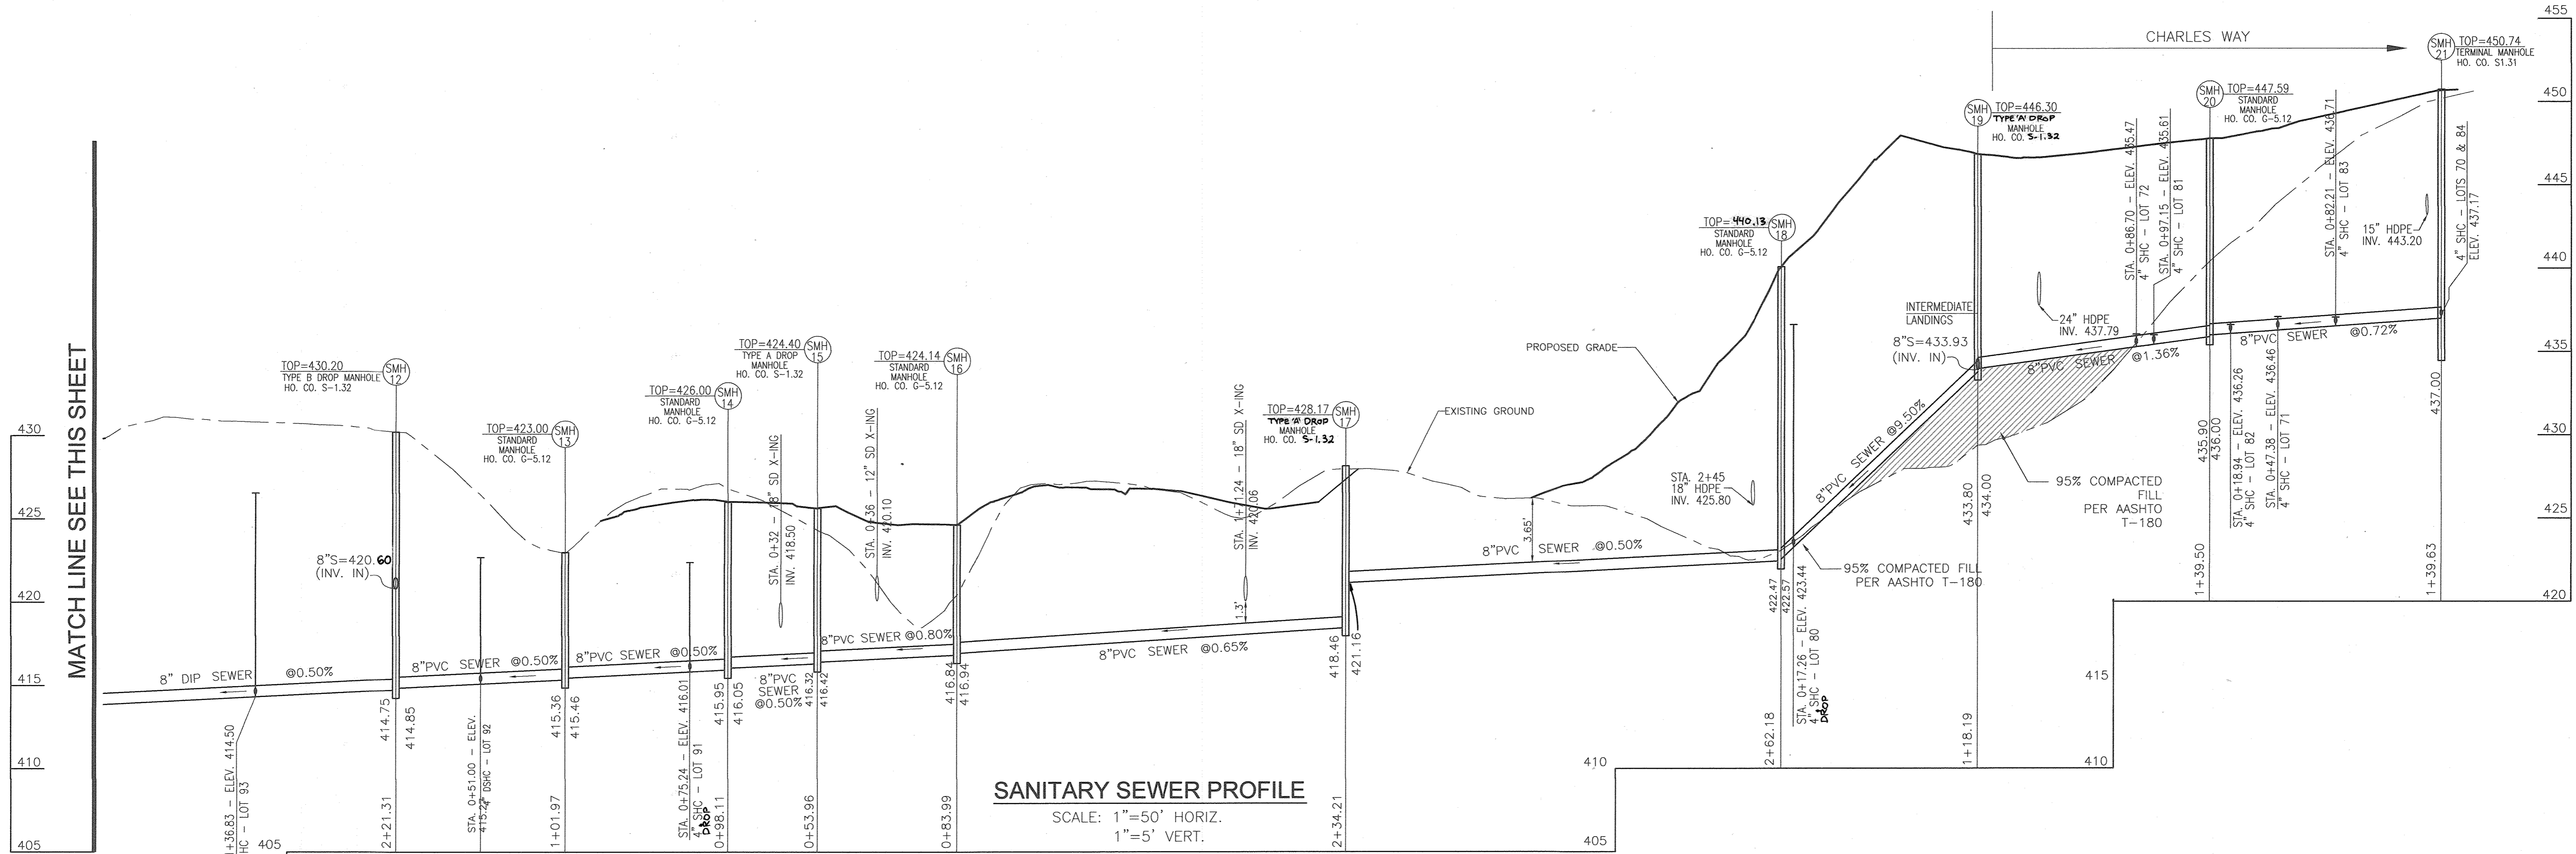 455
CHARLES WAY
SMH
21
TOP=450.74
TERMINAL MANHOLE
HO. CO. S1.31
450
SMH
20
TOP=447.59
STANDARD
MANHOLE
HO. CO. G-5.12
SMH
19
TOP=446.30
TYPE 'A' DROP
MANHOLE
HO. CO. S-1.32
STA. 0+86.70 - ELEV. 435.47
4" SHC - LOT 72
STA. 0+97.15 - ELEV. 435.61
4" SHC - LOT 81
STA. 0+82.21 - ELEV. 436.71
4" SHC - LOT 83
4" SHC - LOTS 70 & 84
ELEV. 437.17
445
15" HDPE
INV. 443.20
TOP=440.13
STANDARD
MANHOLE
HO. CO. G-5.12
SMH
18
440
INTERMEDIATE
LANDINGS
24" HDPE
INV. 437.79
8"S=433.93
(INV. IN)
8"PVC SEWER @1.36%
8"PVC SEWER @0.72%
435
MATCH LINE SEE THIS SHEET
TOP=430.20
TYPE B DROP MANHOLE
HO. CO. S-1.32
SMH
12
TOP=423.00
STANDARD
MANHOLE
HO. CO. G-5.12
SMH
13
TOP=426.00
STANDARD
MANHOLE
HO. CO. G-5.12
SMH
14
TOP=424.40
TYPE A DROP
MANHOLE
HO. CO. S-1.32
SMH
15
TOP=424.14
STANDARD
MANHOLE
HO. CO. G-5.12
SMH
16
TOP=428.17
TYPE 'A' DROP
MANHOLE
HO. CO. S-1.32
SMH
17
PROPOSED GRADE
EXISTING GROUND
430
430
425
425
420
420
415
415
410
410
410
405
405
405
STA. 0+32 - 18" SD X-ING
INV. 418.50
STA. 0+36 - 12" SD X-ING
INV. 420.10
STA. 1+71.24 - 18" SD X-ING
INV. 420.06
1.3'
3.65'
STA. 2+45
18" HDPE
INV. 425.80
8"PVC SEWER @9.50%
95% COMPACTED
FILL
PER AASHTO
T-180
95% COMPACTED FILL
PER AASHTO T-180
8"S=420.60
(INV. IN)
8" DIP SEWER @0.50%
8"PVC SEWER @0.50%
8"PVC SEWER @0.50%
8"PVC
SEWER
@0.50%
8"PVC SEWER @0.80%
8"PVC SEWER @0.65%
8"PVC SEWER @0.50%
1+36.83 - ELEV. 414.50
HC - LOT 93
414.75
414.85
2+21.31
STA. 0+51.00 - ELEV.
415.27
4" DSHC - LOT 92
415.36
415.46
1+01.97
STA. 0+75.24 - ELEV. 416.01
4" SHC - LOT 91
DROP
415.95
416.05
0+98.11
416.32
416.42
0+53.96
416.84
416.94
0+83.99
418.46
421.16
2+34.21
422.47
422.57
2+62.18
STA. 0+17.26 - ELEV. 423.44
4" SHC - LOT 80
DROP
433.80
434.00
1+18.19
435.90
436.00
1+39.50
STA. 0+18.94 - ELEV. 436.26
4" SHC - LOT 82
STA. 0+47.38 - ELEV. 436.46
4" SHC - LOT 71
437.00
1+39.63
SANITARY SEWER PROFILE
SCALE: 1"=50' HORIZ.
1"=5' VERT.